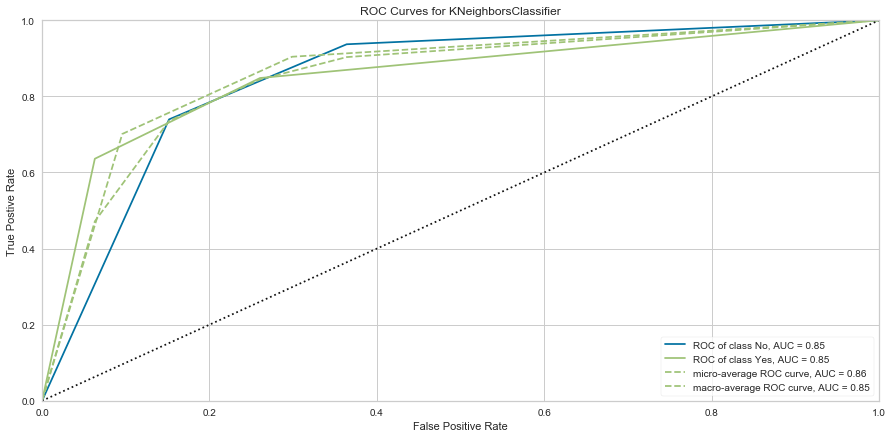 ROC Curves for KNeighborsClassifier
1.0
0.8
0.6
0.4
0.2
0.0
True Postive Rate
0.0 0.2 0.4 0.6 0.8 1.0
False Positive Rate
ROC of class No, AUC = 0.85
ROC of class Yes, AUC = 0.85
micro-average ROC curve, AUC = 0.86
macro-average ROC curve, AUC = 0.85